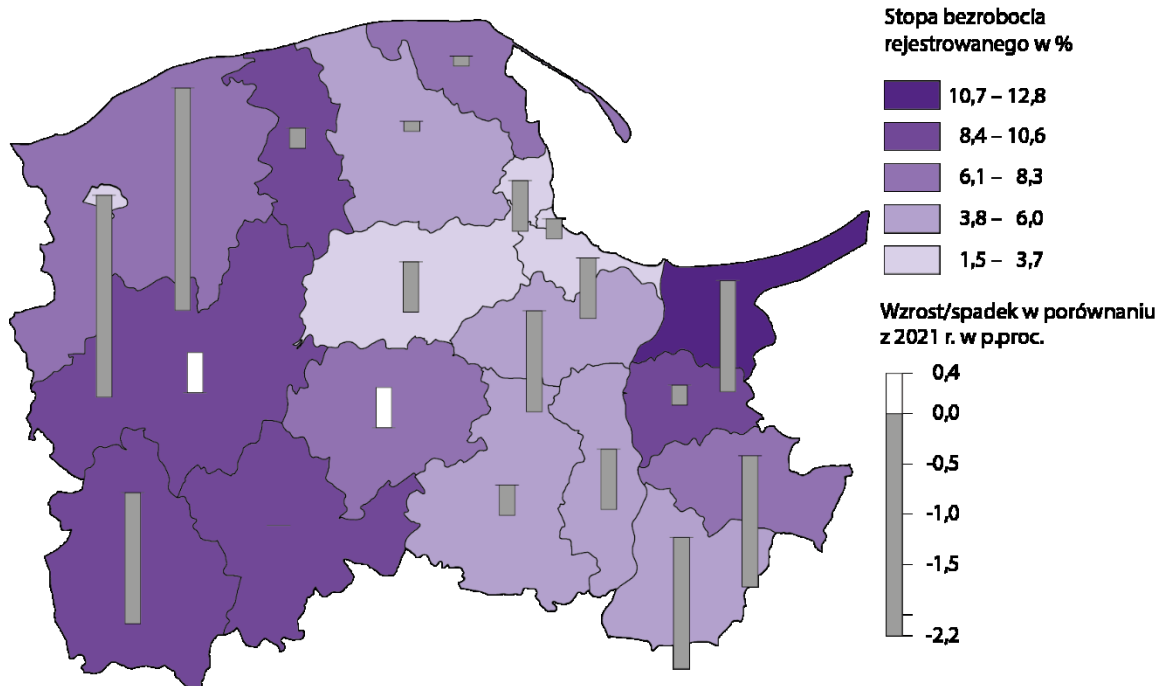 Stopa bezrobocia
rejestrowanego w %
10,7 – 12,8
8,4 – 10,6
6,1 – 8,3
3,8 – 6,0
1,5 – 3,7
Wzrost/spadek w porównaniu
z 2021 r. w p.proc.
0,4
0,0
-0,5
-1,0
-1,5
-2,2